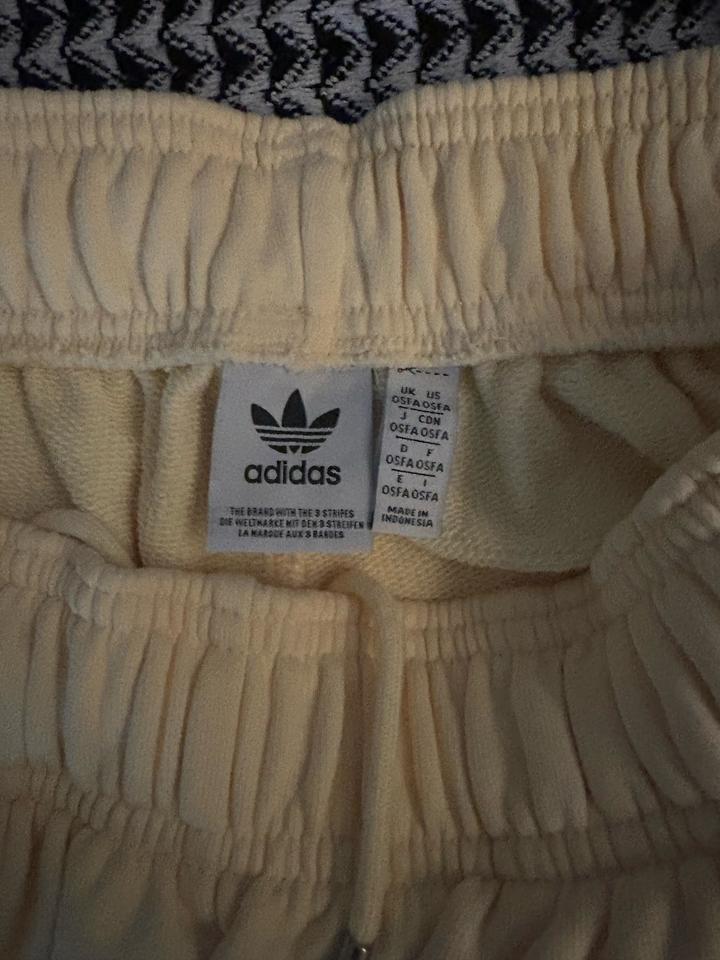 adidas
THE BRAND WITH THE 3 STRIPES
DIE WELTMARKE MIT DEN 3 STREIFEN
LA MARQUE AUX 3 BANDES
UK US
OSFA OSFA
J CDN
OSFA OSFA
D F
OSFA OSFA
E I
OSFA OSFA
MADE IN
INDONESIA